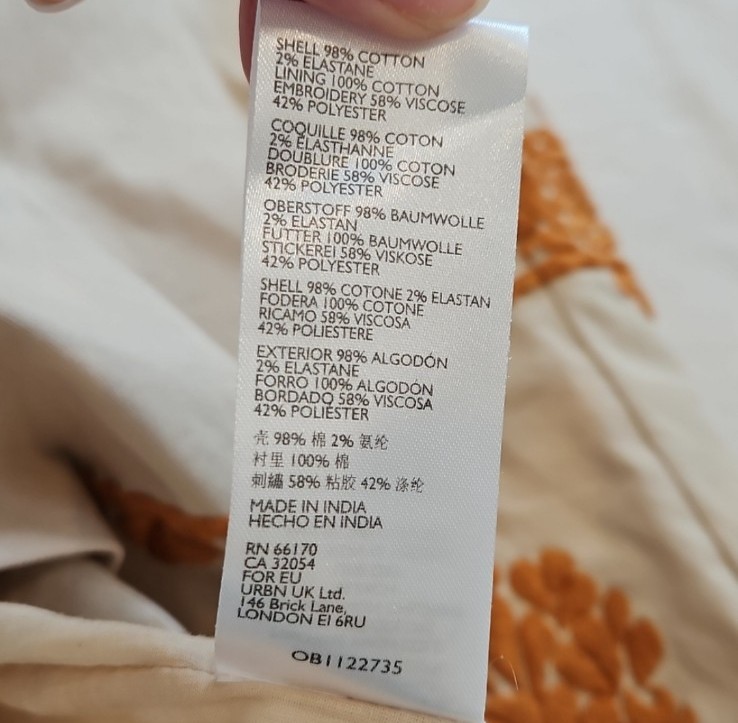 SHELL 98% COTTON
2% ELASTANE
LINING 100% COTTON
EMBROIDERY 58% VISCOSE
42% POLYESTER
COQUILLE 98% COTON
2% ÉLASTHANNE
DOUBLURE 100% COTON
BRODERIE 58% VISCOSE
42% POLYESTER
OBERSTOFF 98% BAUMWOLLE
2% ELASTAN
FUTTER 100% BAUMWOLLE
STICKEREI 58% VISKOSE
42% POLYESTER
SHELL 98% COTONE 2% ELASTAN
FODERA 100% COTONE
RICAMO 58% VISCOSA
42% POLIESTERE
EXTERIOR 98% ALGODÓN
2% ELASTANE
FORRO 100% ALGODÓN
BORDADO 58% VISCOSA
42% POLIÉSTER
壳 98% 棉 2% 氨纶
衬里 100% 棉
刺繡 58% 粘胶 42% 涤纶
MADE IN INDIA
HECHO EN INDIA
RN 66170
CA 32054
FOR EU
URBN UK Ltd.
146 Brick Lane,
LONDON E1 6RU
OB1122735